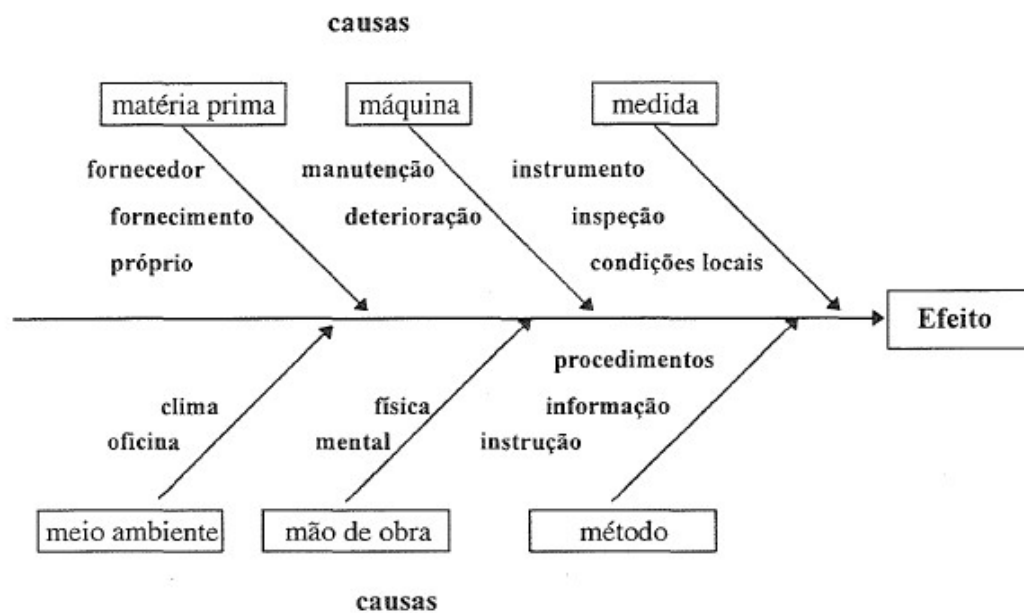 causas
matéria prima
máquina
medida
fornecedor
fornecimento
próprio
manutenção
deterioração
instrumento
inspeção
condições locais
Efeito
clima
oficina
física
mental
procedimentos
informação
instrução
meio ambiente
mão de obra
método
causas